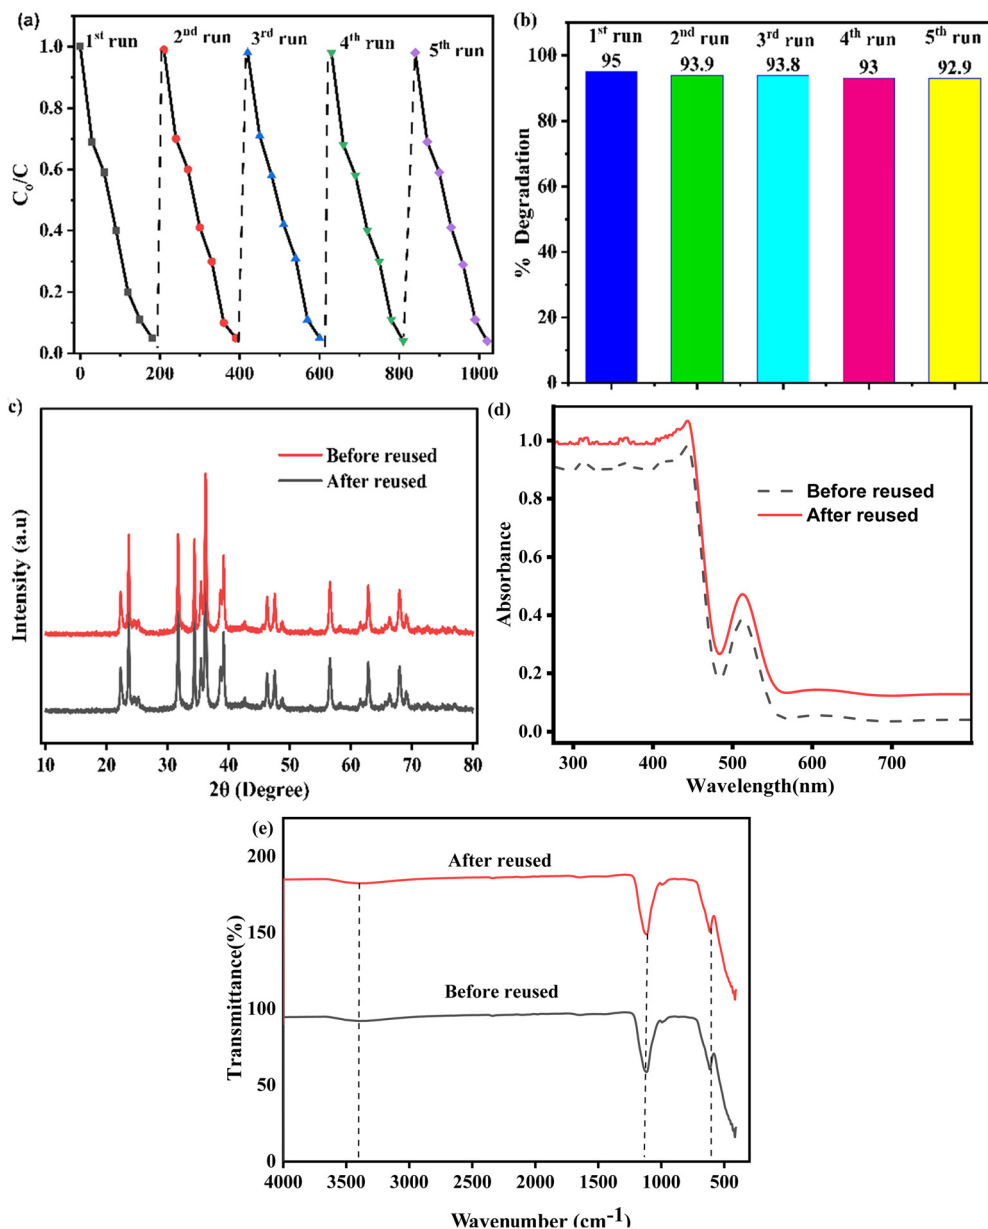 (a)
1st run
2nd run
3rd run
4th run
5th run
1.0
0.8
0.6
0.4
0.2
0.0
Co/C
0 200 400 600 800 1000
(b)
1st run
2nd run
3rd run
4th run
5th run
95
93.9
93.8
93
92.9
100
80
60
40
20
0
% Degradation
c)
Before reused
After reused
Intensity (a.u)
10 20 30 40 50 60 70 80
2θ (Degree)
(d)
1.0
0.8
0.6
0.4
0.2
0.0
Absorbance
Before reused
After reused
300 400 500 600 700
Wavelength(nm)
(e)
200
150
100
50
0
Transmittance(%)
After reused
Before reused
4000 3500 3000 2500 2000 1500 1000 500
Wavenumber (cm-1)